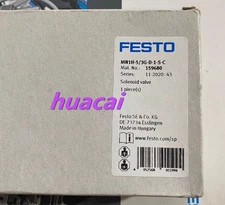 FESTO
MN1H-5/3G-D-1-S-C
Mat. No.: 159680
Series: 11-2020: 43
Solenoid valve
1 piece(s)
huacai
Festo SE & Co. KG
DE-73734 Esslingen
Made in Hungary
www.festo.com/sp